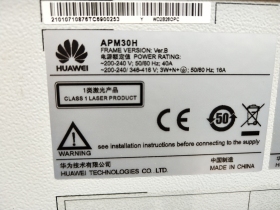 21010710876TC6900253 Y WD2B2BDPC
HUAWEI
APM30H
FRAME VERSION: Ver.B
电源额定值 POWER RATING:
~200-240 V; 50/60 Hz; 40A
~200-240/ 346-415 V; 3W+N+⏚; 50/60 Hz; 16A
1类激光产品
CLASS 1 LASER PRODUCT
50
WARNING
see installation instructions before connecting to the supply
华为技术有限公司 中国制造
HUAWEI TECHNOLOGIES CO., LTD. MADE IN CHINA